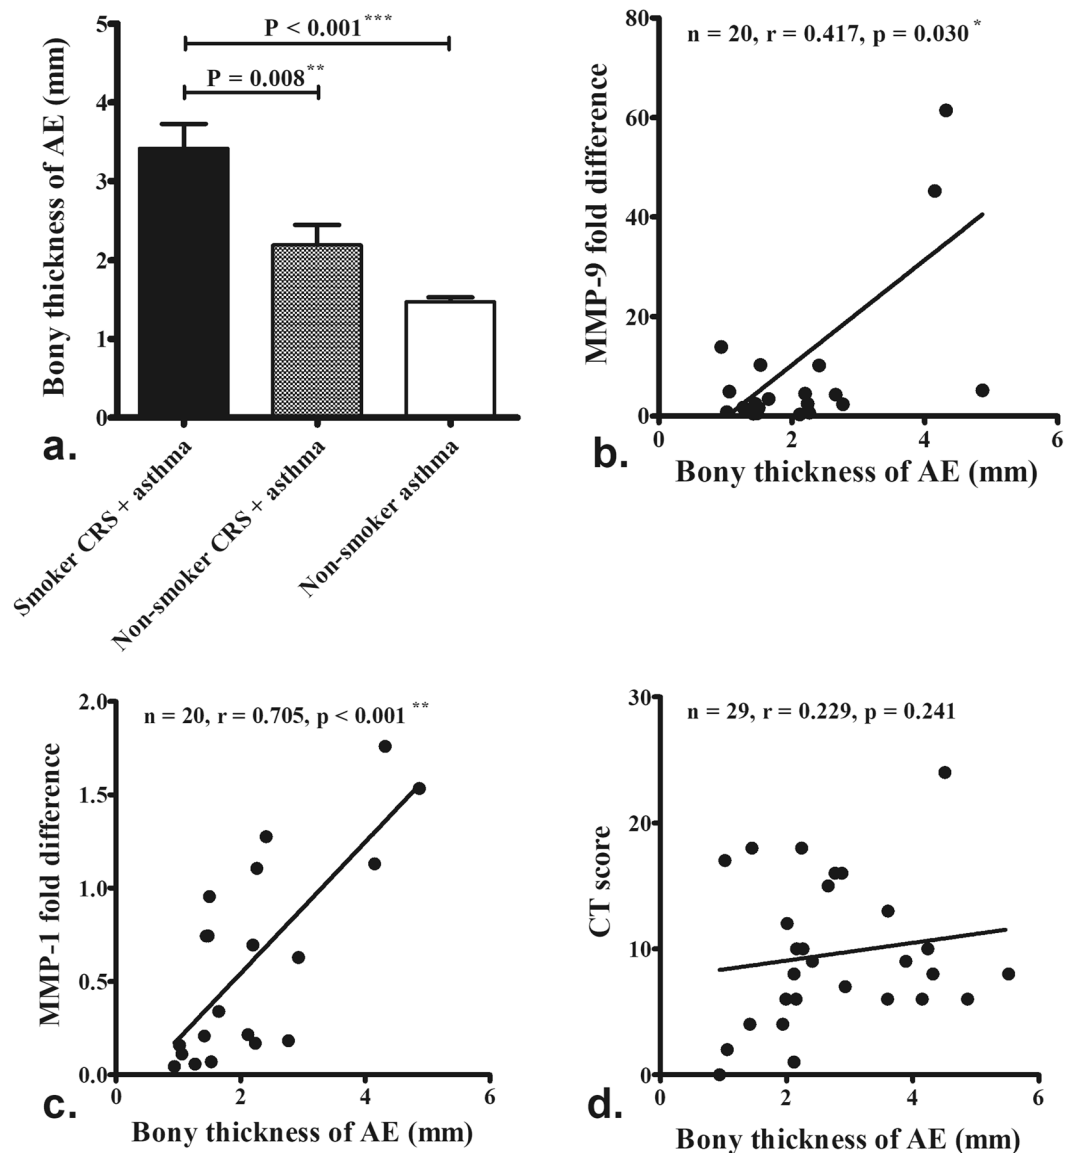 Bony thickness of AE (mm)
5
4
3
2
1
0
P < 0.001***
P = 0.008**
Smoker CRS + asthma
Non-smoker CRS + asthma
Non-smoker asthma
a.
MMP-9 fold difference
80
60
40
20
0
n = 20, r = 0.417, p = 0.030*
0 2 4 6
Bony thickness of AE (mm)
b.
MMP-1 fold difference
2.0
1.5
1.0
0.5
0.0
n = 20, r = 0.705, p < 0.001 **
0 2 4 6
Bony thickness of AE (mm)
c.
CT score
30
20
10
0
n = 29, r = 0.229, p = 0.241
0 2 4 6
Bony thickness of AE (mm)
d.